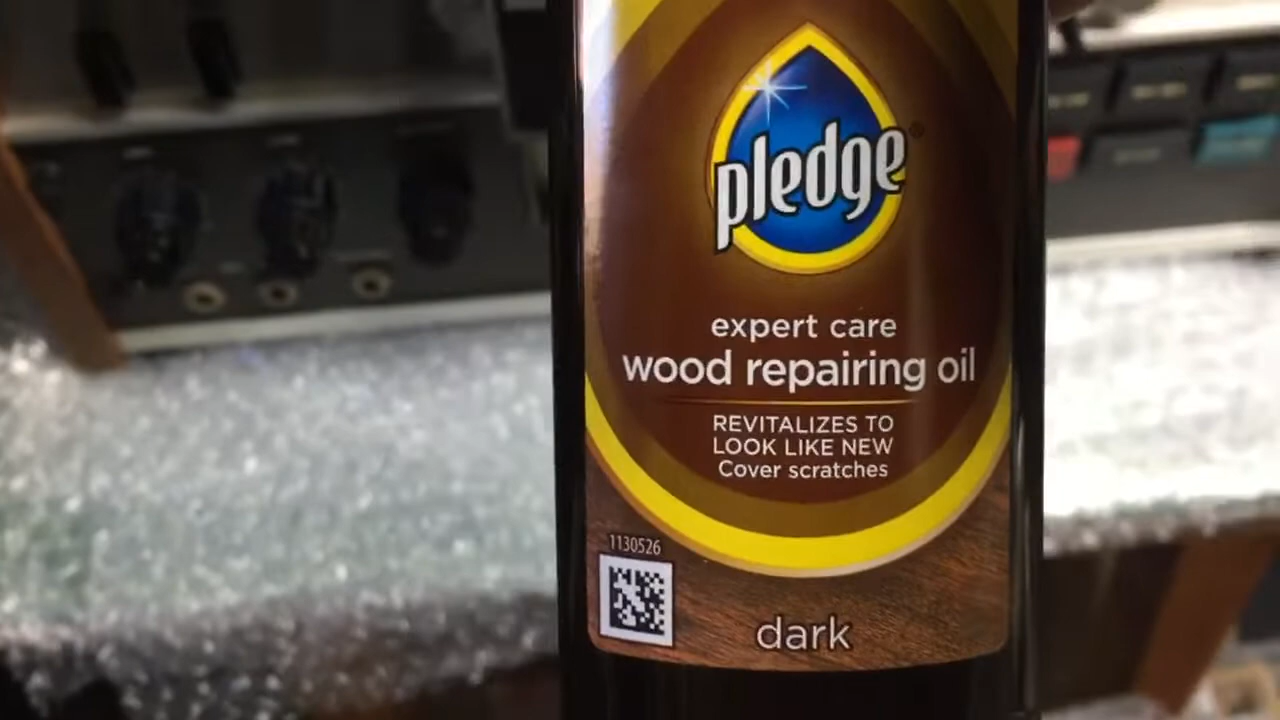 pledge®
expert care
wood repairing oil
REVITALIZES TO
LOOK LIKE NEW
Cover scratches
1130526
dark